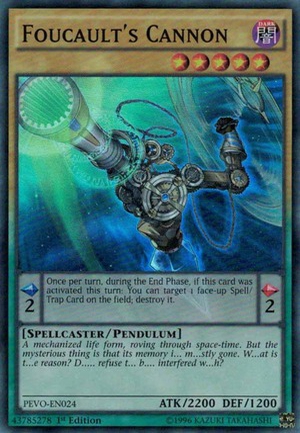 FOUCAULT'S CANNON
DARK
闇
Once per turn, during the End Phase, if this card was
activated this turn: You can target 1 face-up Spell/
Trap Card on the field; destroy it.
2
2
[SPELLCASTER/PENDULUM]
A mechanized life form, roving through space-time. But the
mysterious thing is that its memory i... m...stly gone. W...at is
t...e reason? D..... refuse t... b.... interfered w...h?
ATK/2200 DEF/1200
PEVO-EN024
43785278 1st Edition
©1996 KAZUKI TAKAHASHI